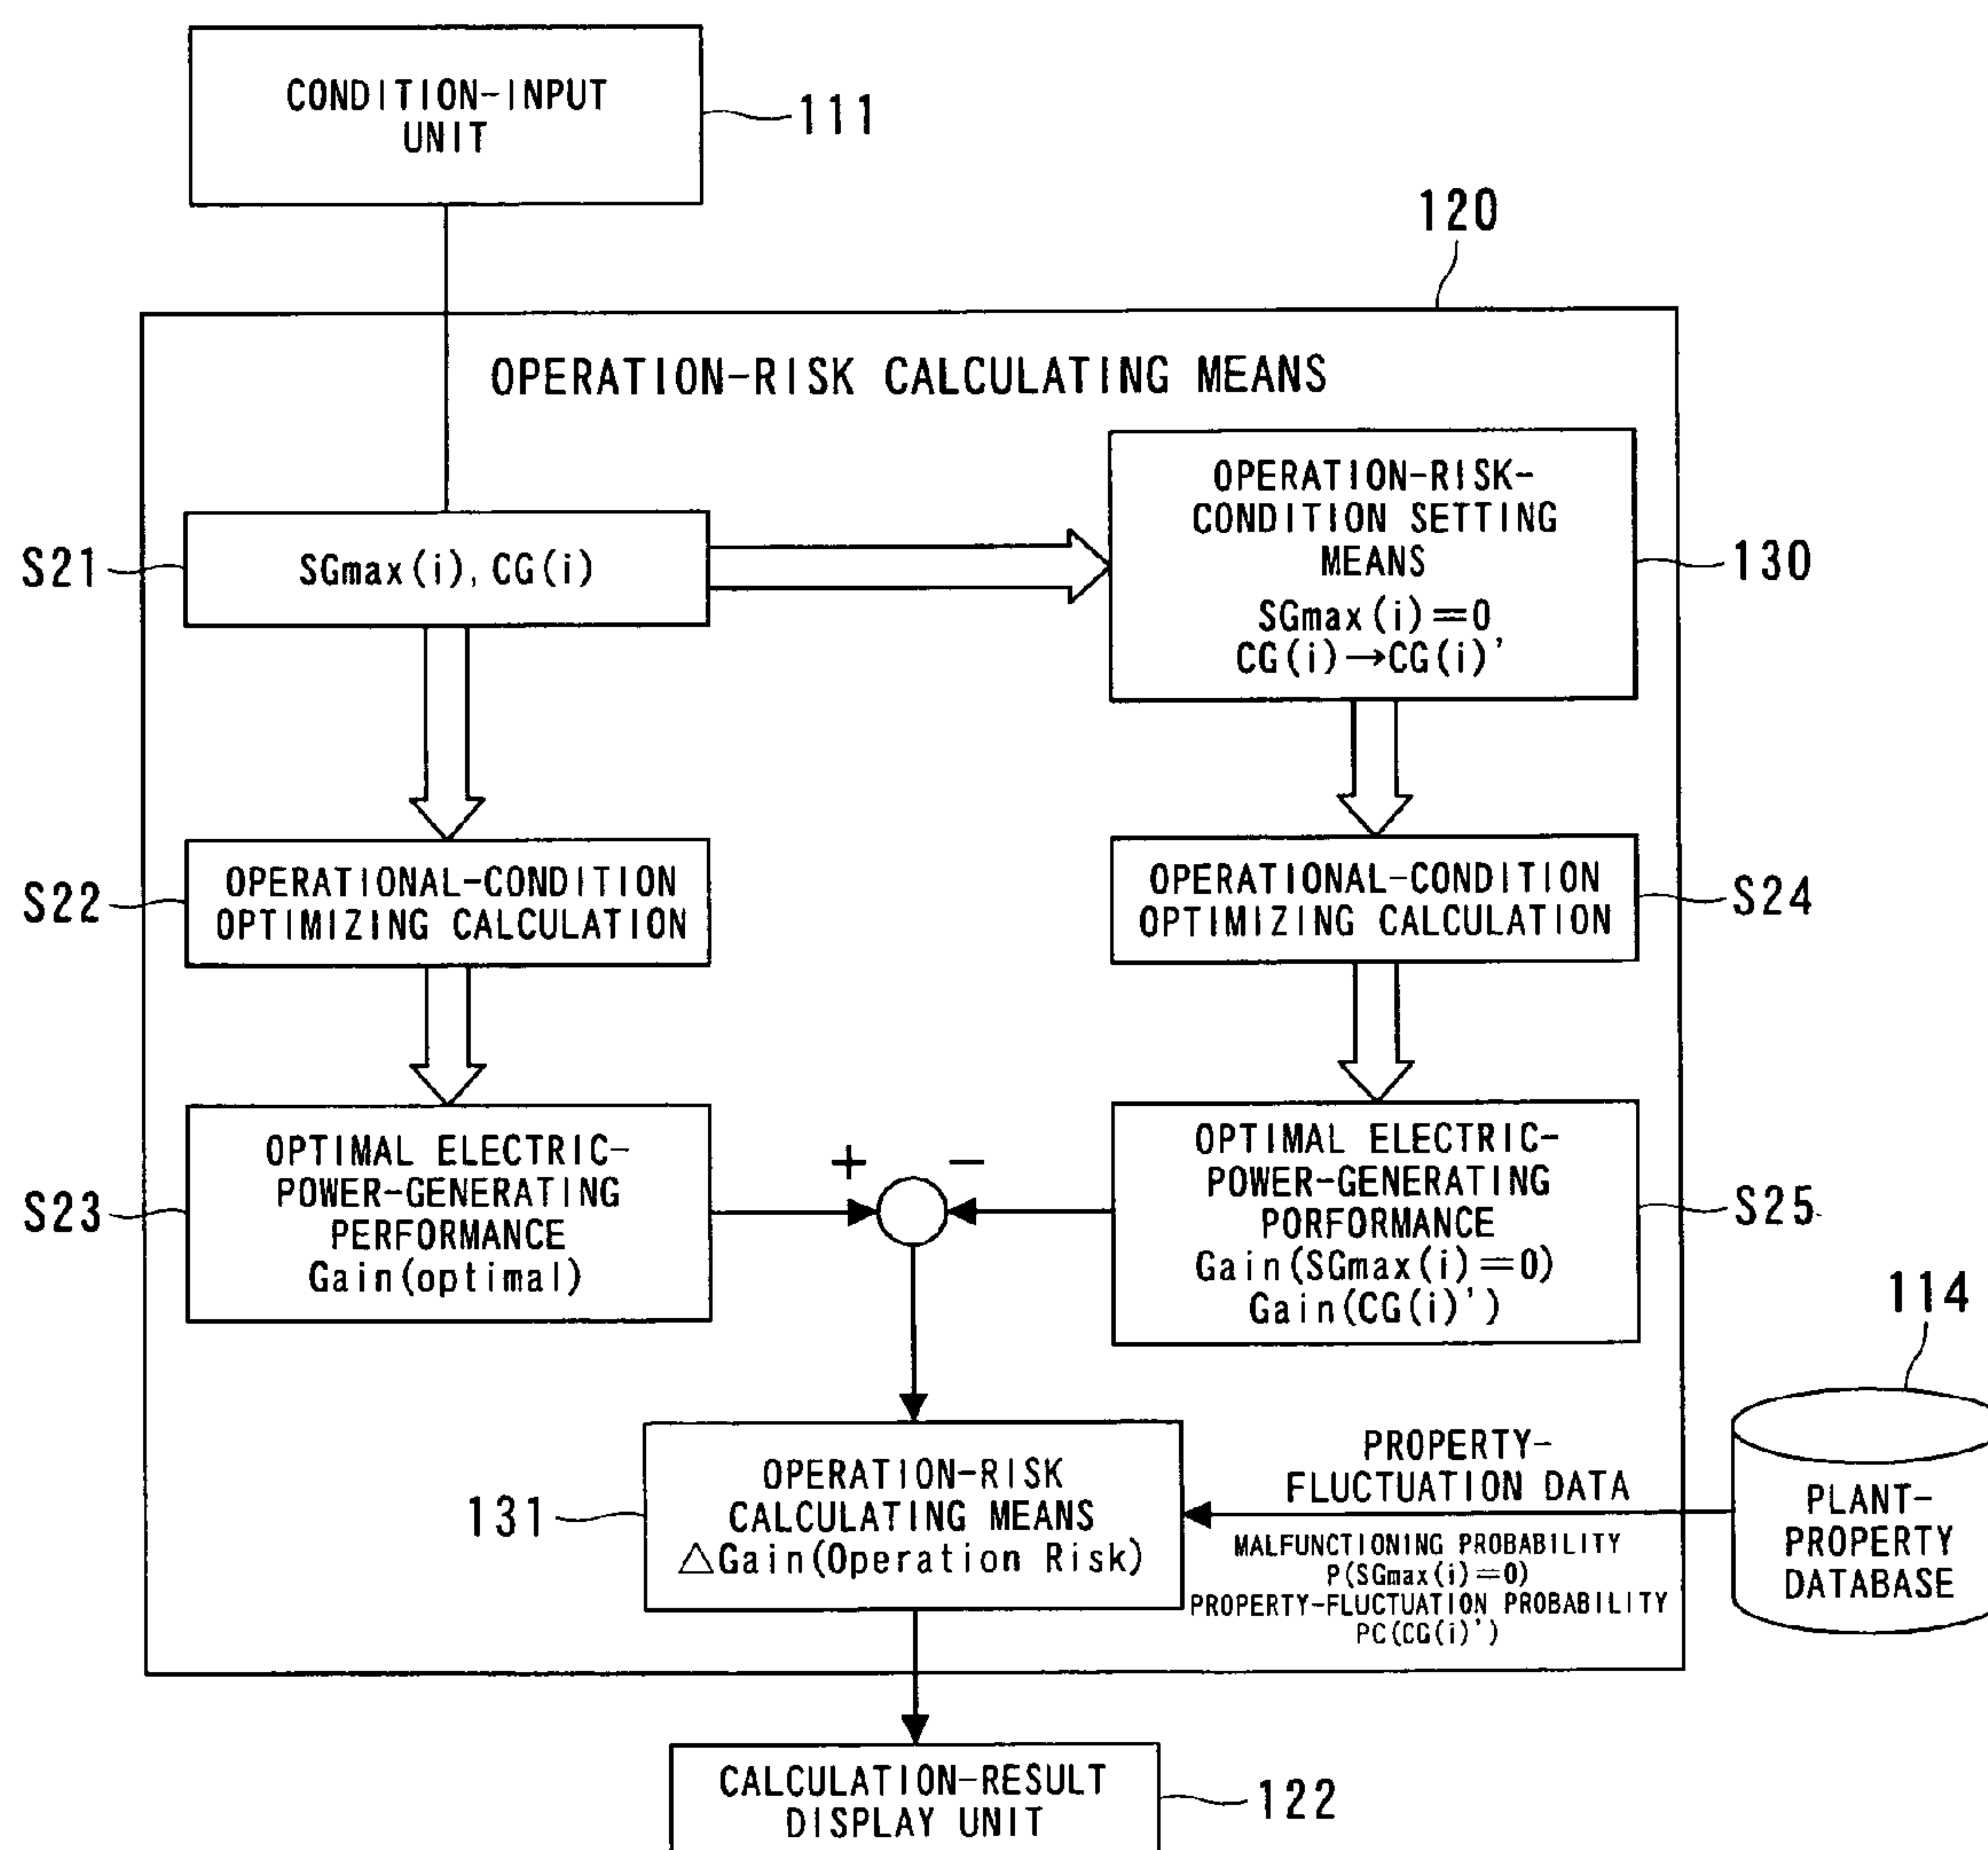 CONDITION-INPUT
UNIT
111
120
OPERATION-RISK CALCULATING MEANS
S21
SGmax(i), CG(i)
OPERATION-RISK-
CONDITION SETTING
MEANS
SGmax(i)=0
CG(i)→CG(i)'
130
S22
OPERATIONAL-CONDITION
OPTIMIZING CALCULATION
OPERATIONAL-CONDITION
OPTIMIZING CALCULATION
S24
S23
OPTIMAL ELECTRIC-
POWER-GENERATING
PERFORMANCE
Gain(optimal)
+ −
OPTIMAL ELECTRIC-
POWER-GENERATING
PORFORMANCE
Gain(SGmax(i)=0)
Gain(CG(i)')
S25
114
131
OPERATION-RISK
CALCULATING MEANS
△Gain(Operation Risk)
PROPERTY-
FLUCTUATION DATA
MALFUNCTIONING PROBABILITY
P(SGmax(i)=0)
PROPERTY-FLUCTUATION PROBABILITY
PC(CG(i)')
PLANT-
PROPERTY
DATABASE
CALCULATION-RESULT
DISPLAY UNIT
122